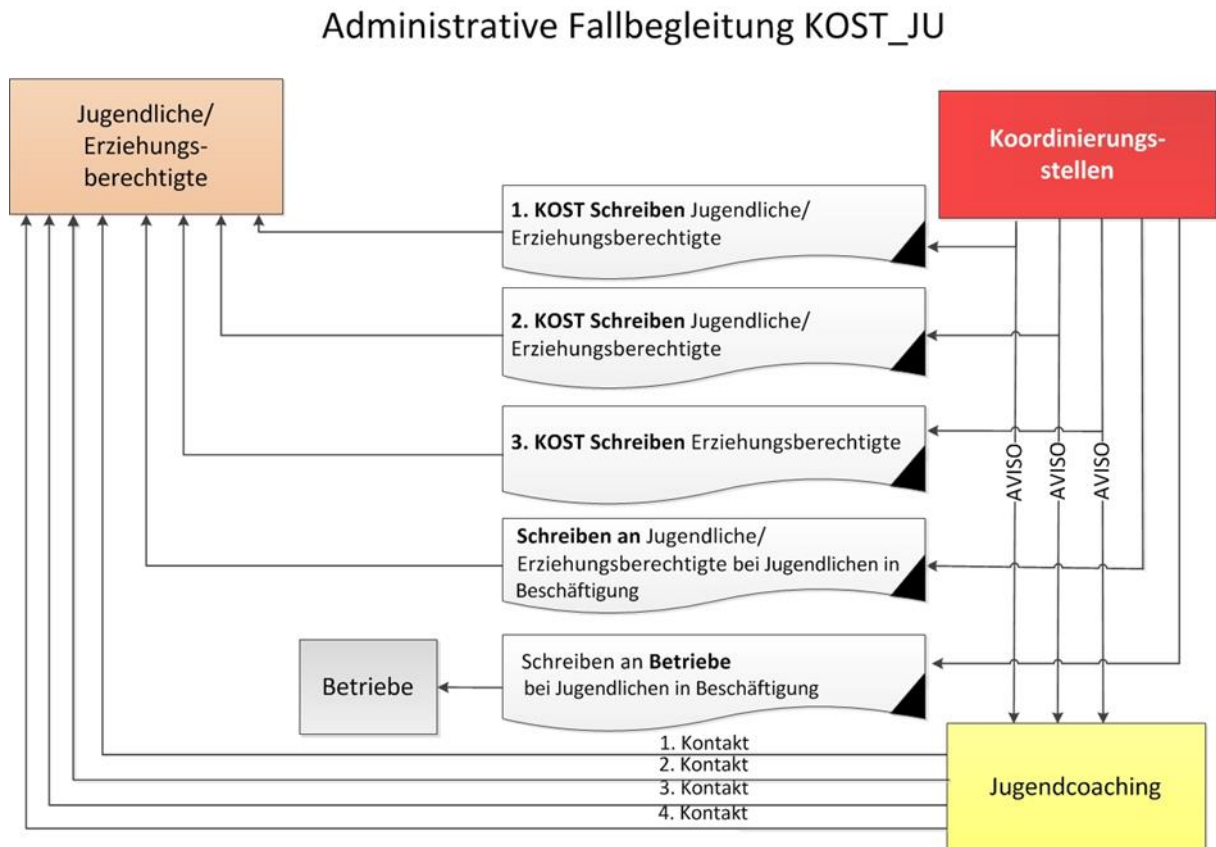 Administrative Fallbegleitung KOST_JU
Jugendliche/
Erziehungs-
berechtigte
Koordinierungs-
stellen
1. KOST Schreiben Jugendliche/
Erziehungsberechtigte
2. KOST Schreiben Jugendliche/
Erziehungsberechtigte
3. KOST Schreiben Erziehungsberechtigte
AVISO
AVISO
AVISO
Schreiben an Jugendliche/
Erziehungsberechtigte bei Jugendlichen in
Beschäftigung
Schreiben an Betriebe
bei Jugendlichen in Beschäftigung
Betriebe
1. Kontakt
2. Kontakt
3. Kontakt
4. Kontakt
Jugendcoaching